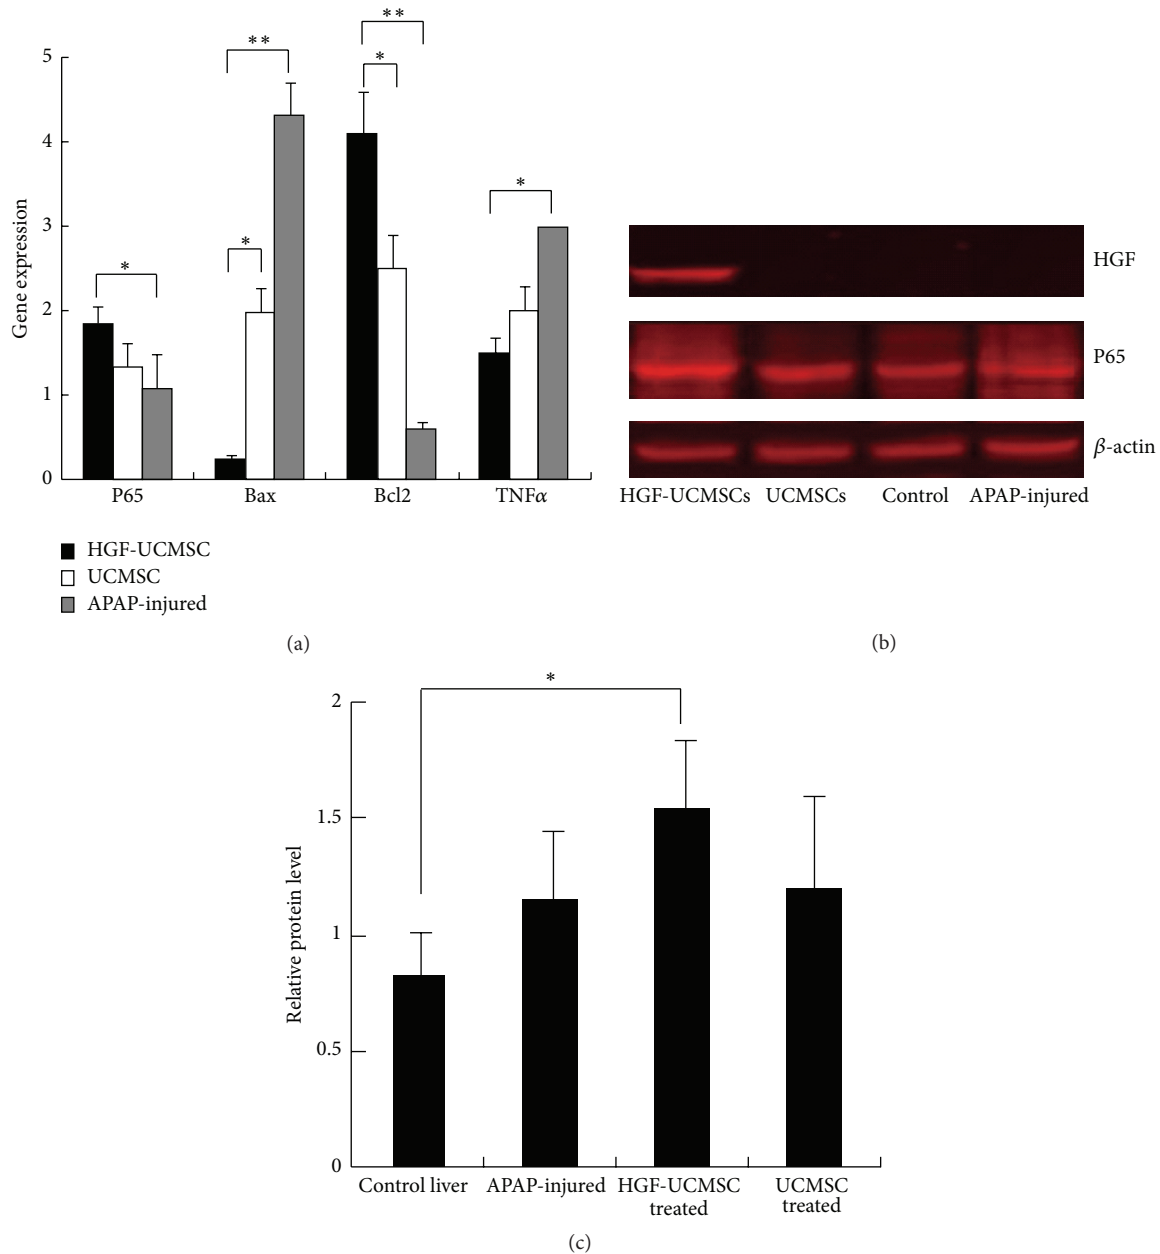 **
**
*
5
4
3
2
1
0
Gene expression
*
*
*
P65
Bax
Bcl2
TNFα
HGF-UCMSC
UCMSC
APAP-injured
(a)
HGF
P65
β-actin
HGF-UCMSCs
UCMSCs
Control
APAP-injured
(b)
*
2
1.5
1
0.5
0
Relative protein level
Control liver
APAP-injured
HGF-UCMSC
treated
UCMSC
treated
(c)